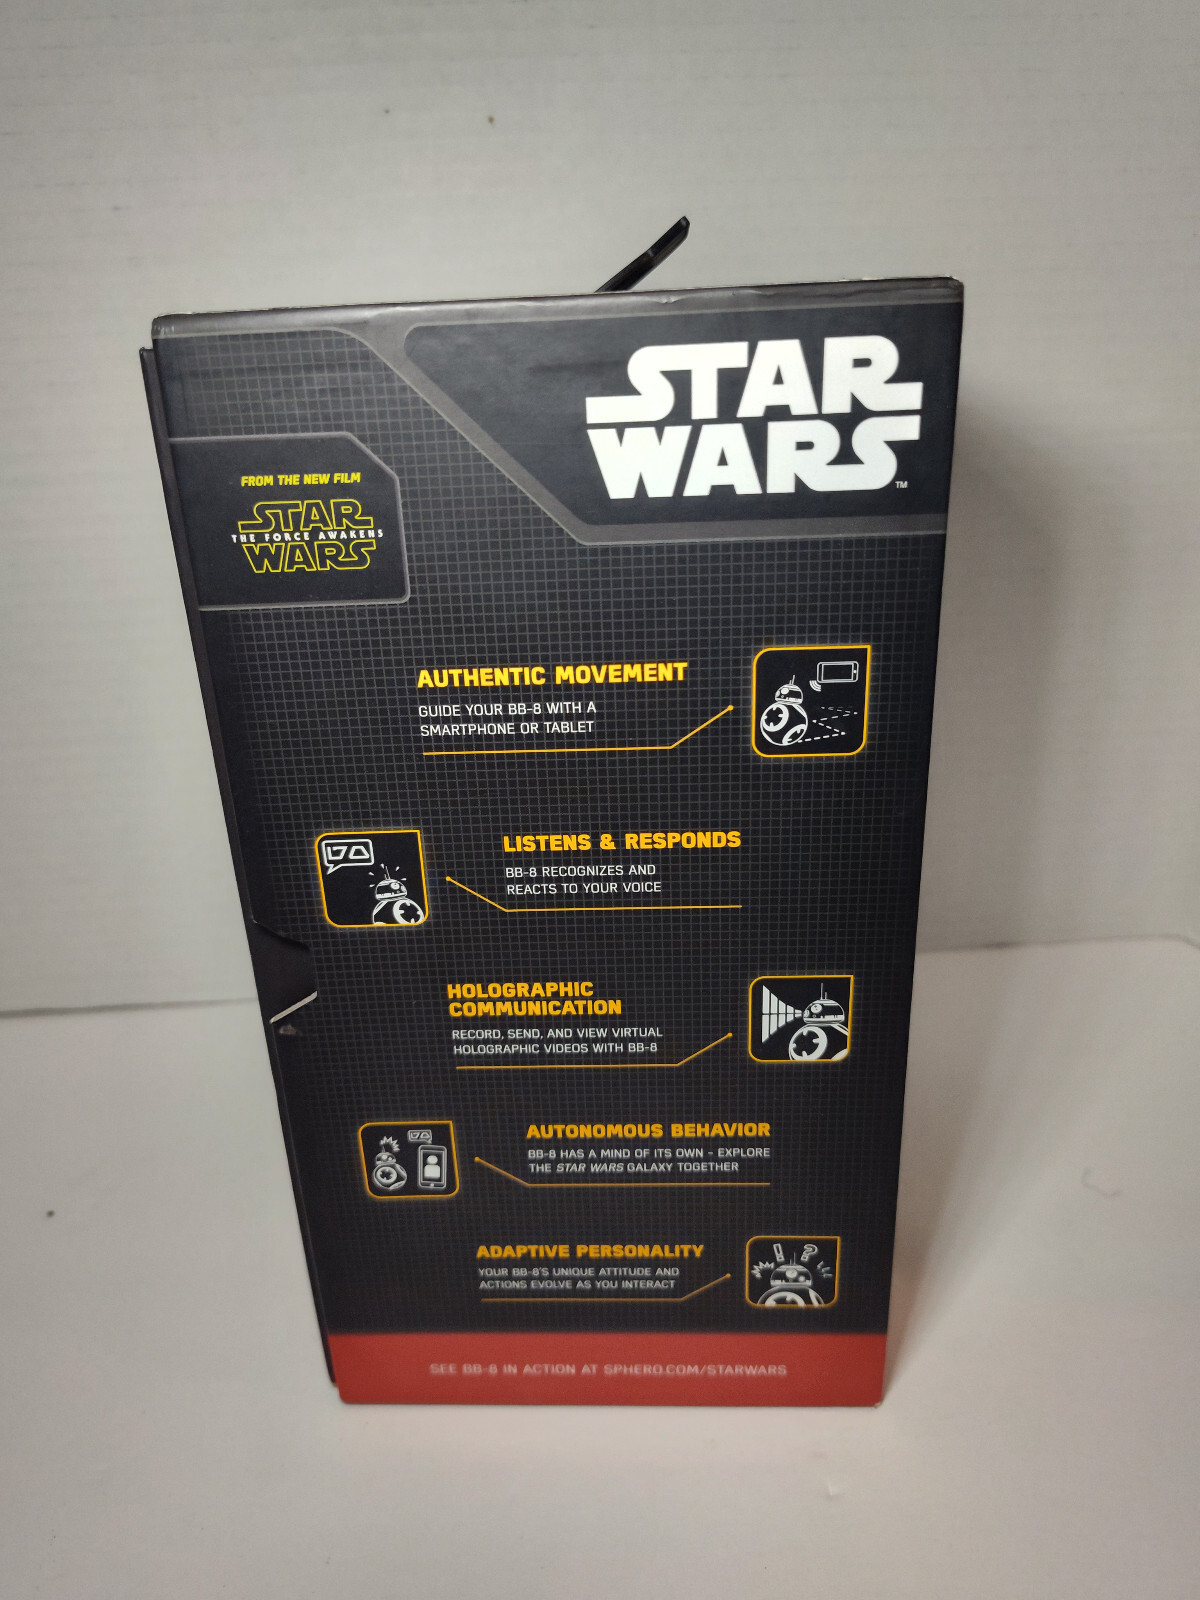 STAR
WARS
™
FROM THE NEW FILM
STAR
THE FORCE AWAKENS
WARS
AUTHENTIC MOVEMENT
GUIDE YOUR BB-8 WITH A
SMARTPHONE OR TABLET
LISTENS & RESPONDS
BB-8 RECOGNIZES AND
REACTS TO YOUR VOICE
HOLOGRAPHIC
COMMUNICATION
RECORD, SEND, AND VIEW VIRTUAL
HOLOGRAPHIC VIDEOS WITH BB-8
AUTONOMOUS BEHAVIOR
BB-8 HAS A MIND OF ITS OWN - EXPLORE
THE STAR WARS GALAXY TOGETHER
ADAPTIVE PERSONALITY
YOUR BB-8'S UNIQUE ATTITUDE AND
ACTIONS EVOLVE AS YOU INTERACT
! ?
SEE BB-8 IN ACTION AT SPHERO.COM/STARWARS